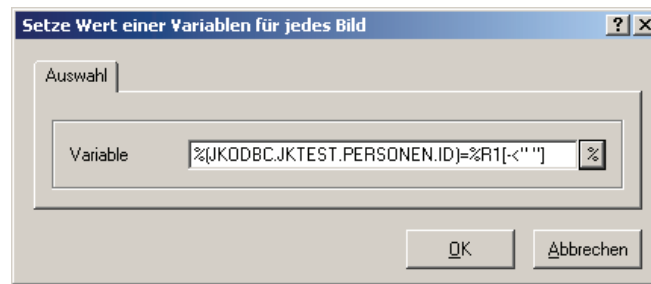 Setze Wert einer Variablen für jedes Bild
Auswahl
Variable %(JKODBC.JKTEST.PERSONEN.ID)=%R1[-<" "] %
OK Abbrechen